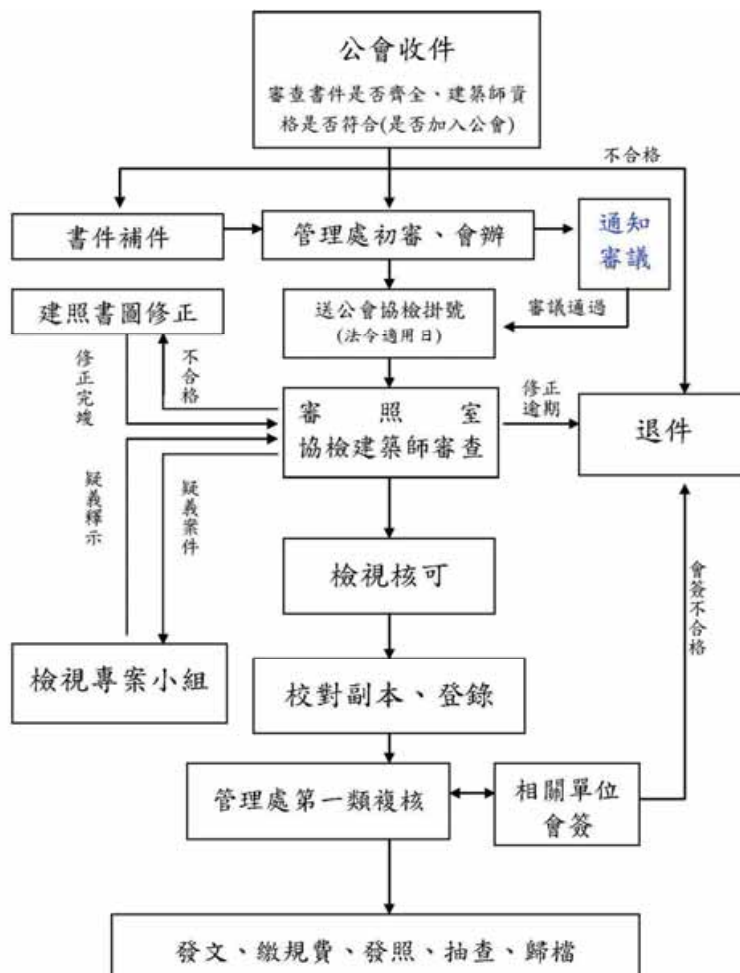 公會收件
審查書件是否齊全、建築師資
格是否符合(是否加入公會)
不合格
書件補件
管理處初審、會辦
通知
審議
建照書圖修正
送公會協檢掛號
(法令適用日)
審議通過
修正完竣
不合格
審照室
協檢建築師審查
修正
逾期
退件
疑義釋示
疑義案件
檢視核可
會簽不合格
檢視專案小組
校對副本、登錄
管理處第一類複核
相關單位
會簽
發文、繳規費、發照、抽查、歸檔